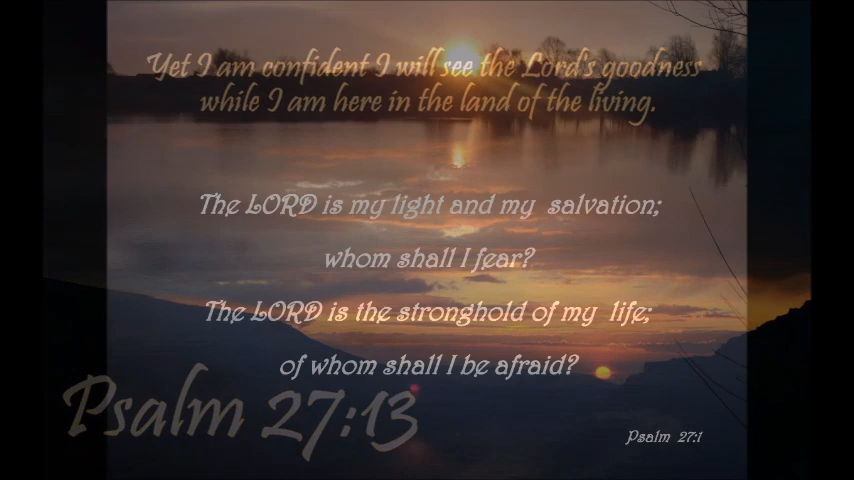 Yet I am confident I will see the Lord's goodness
while I am here in the land of the living.
The LORD is my light and my salvation;
whom shall I fear?
The LORD is the stronghold of my life;
of whom shall I be afraid?
Psalm 27:13
Psalm 27:1